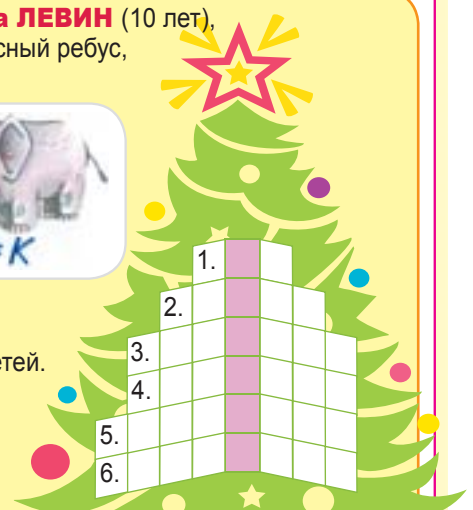 а ЛЕВИН (10 лет),
сный ребус,
=К
1.
2.
3.
етей.
4.
5.
6.